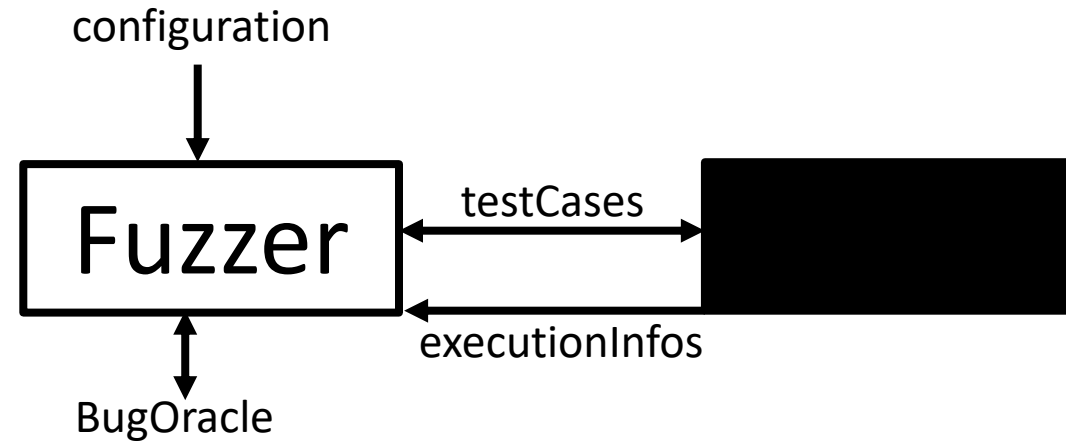 configuration
Fuzzer
testCases
executionInfos
BugOracle